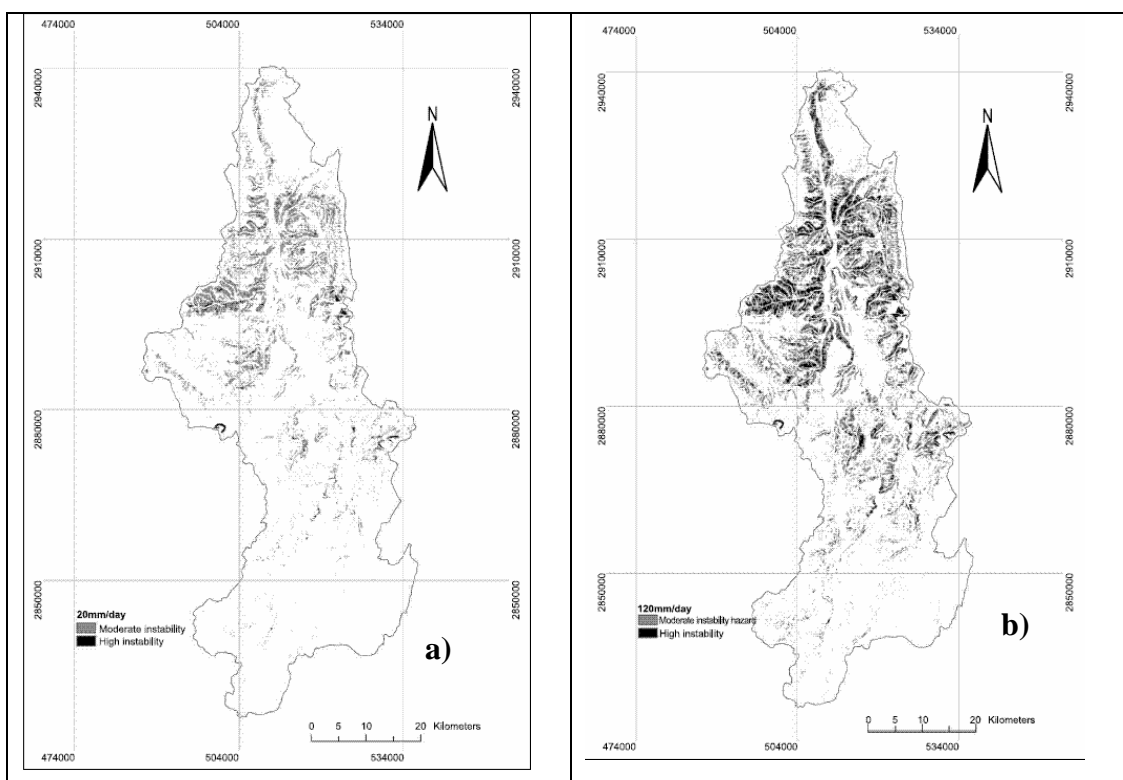 474000 504000 534000
N
2940000 2940000
2910000 2910000
2880000 2880000
2850000 2850000
20mm/day
Moderate instability
High instability
a)
0 5 10 20 Kilometers
474000 504000 534000
474000 504000 534000
N
2940000 2940000
2910000 2910000
2880000 2880000
2850000 2850000
120mm/day
Moderate instability hazard
High instability
b)
0 5 10 20 Kilometers
474000 504000 534000